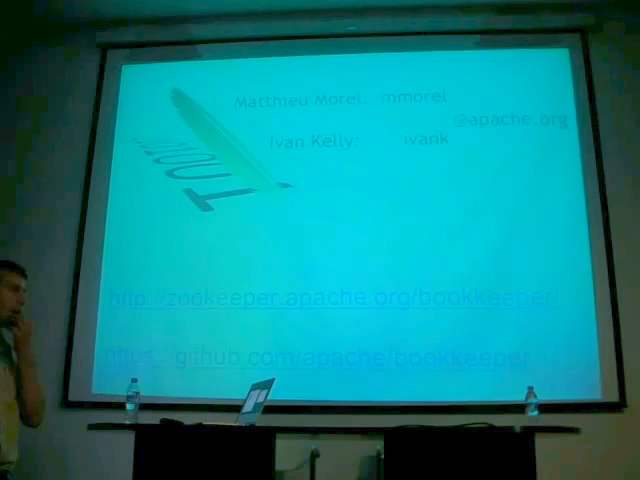 Matthieu Morel: mmorel
@apache.org
Ivan Kelly: ivank
http://zookeeper.apache.org/bookkeeper/
https://github.com/apache/bookkeeper